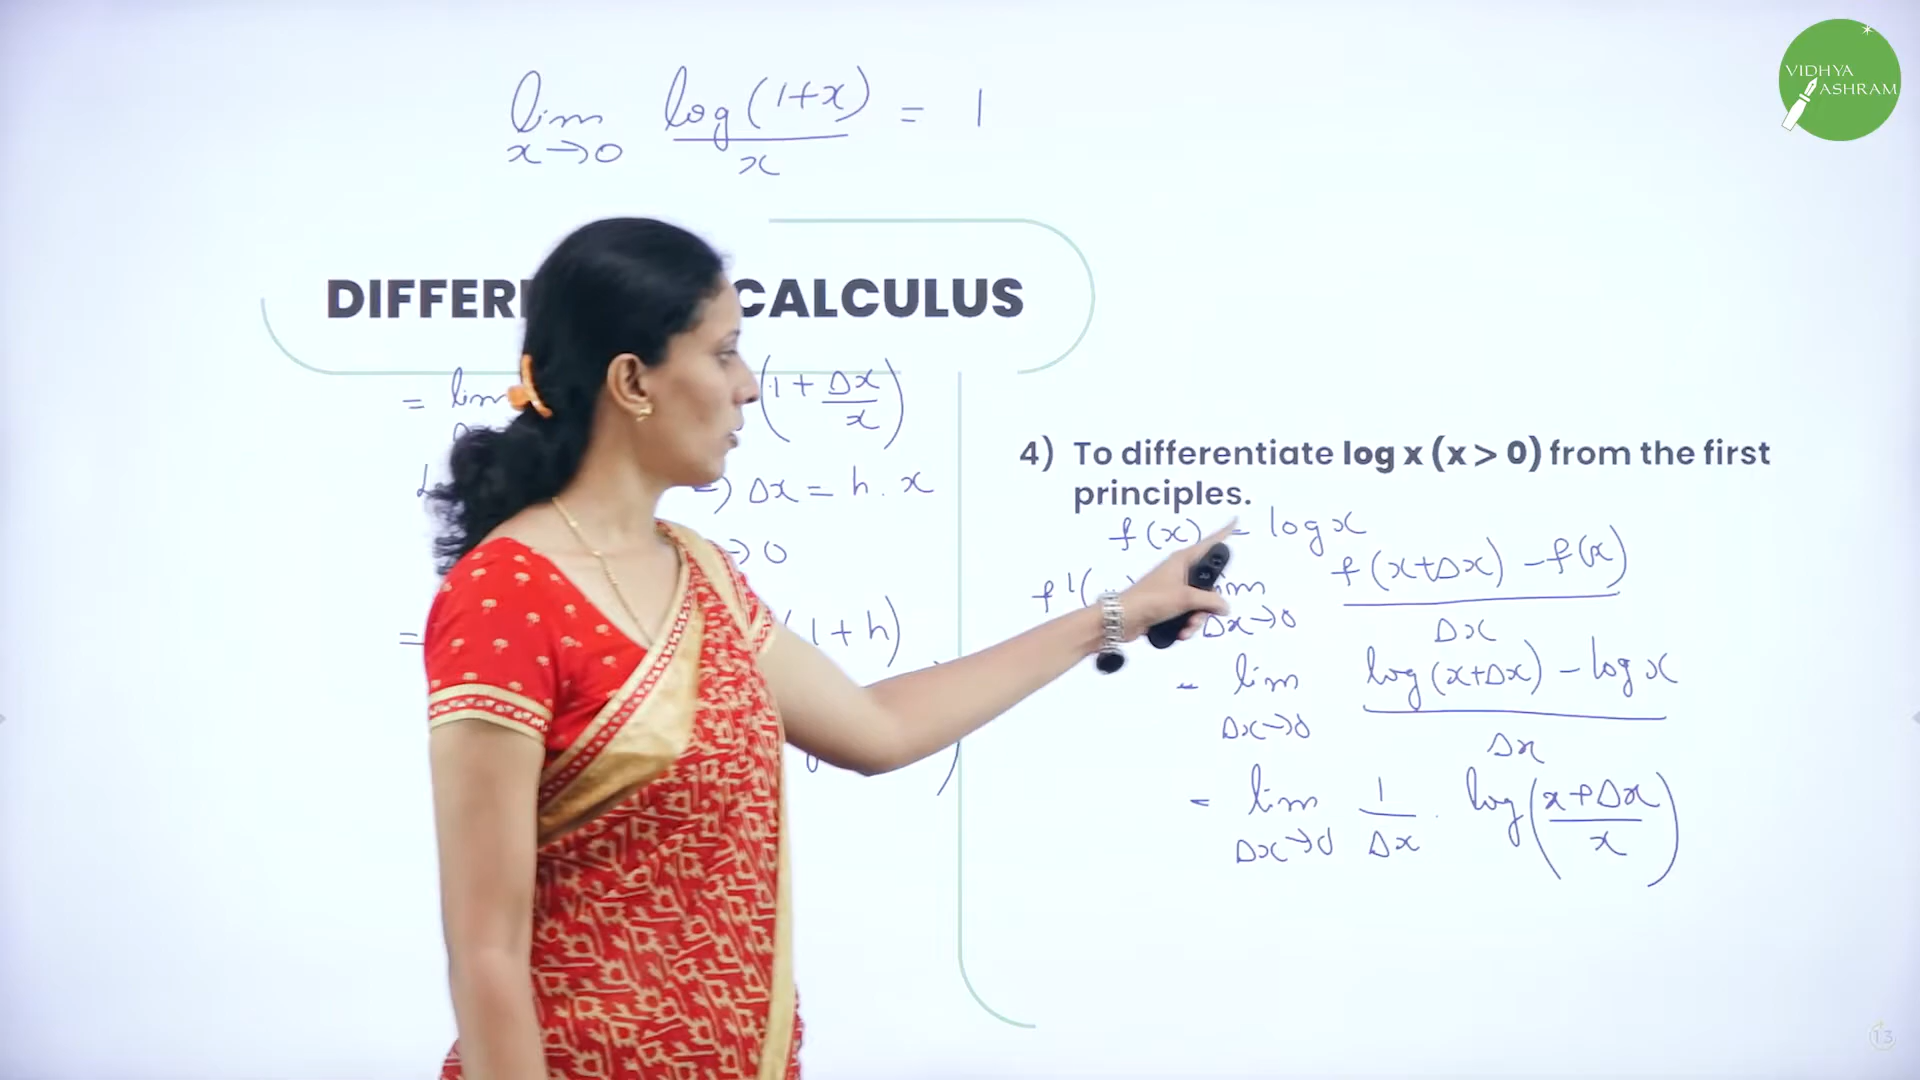 VIDHYA
ASHRAM
lim log (1+x) = 1
x→0 x
CALCULUS
= lim (1 + Δx/x)
Δx = h . x
→ 0
= (1 + h)
4) To differentiate log x (x > 0) from the first
principles.
f(x) = log x
f(x+Δx) - f(x)
Δx→0 Δx
= lim log(x+Δx) - log x
Δx→0 Δx
= lim 1/Δx . log(x+Δx/x)
Δx→0
13